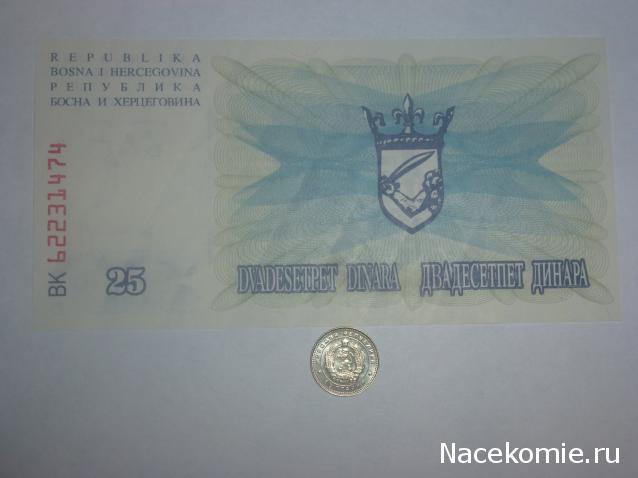 REPUBLIKA
BOSNA I HERCEGOVINA
РЕПУБЛИКА
БОСНА И ХЕРЦЕГОВИНА
BK 62231474
25
DVADESETPET DINARA ДВАДЕСЕТПЕТ ДИНАРА
Nacekomie.ru